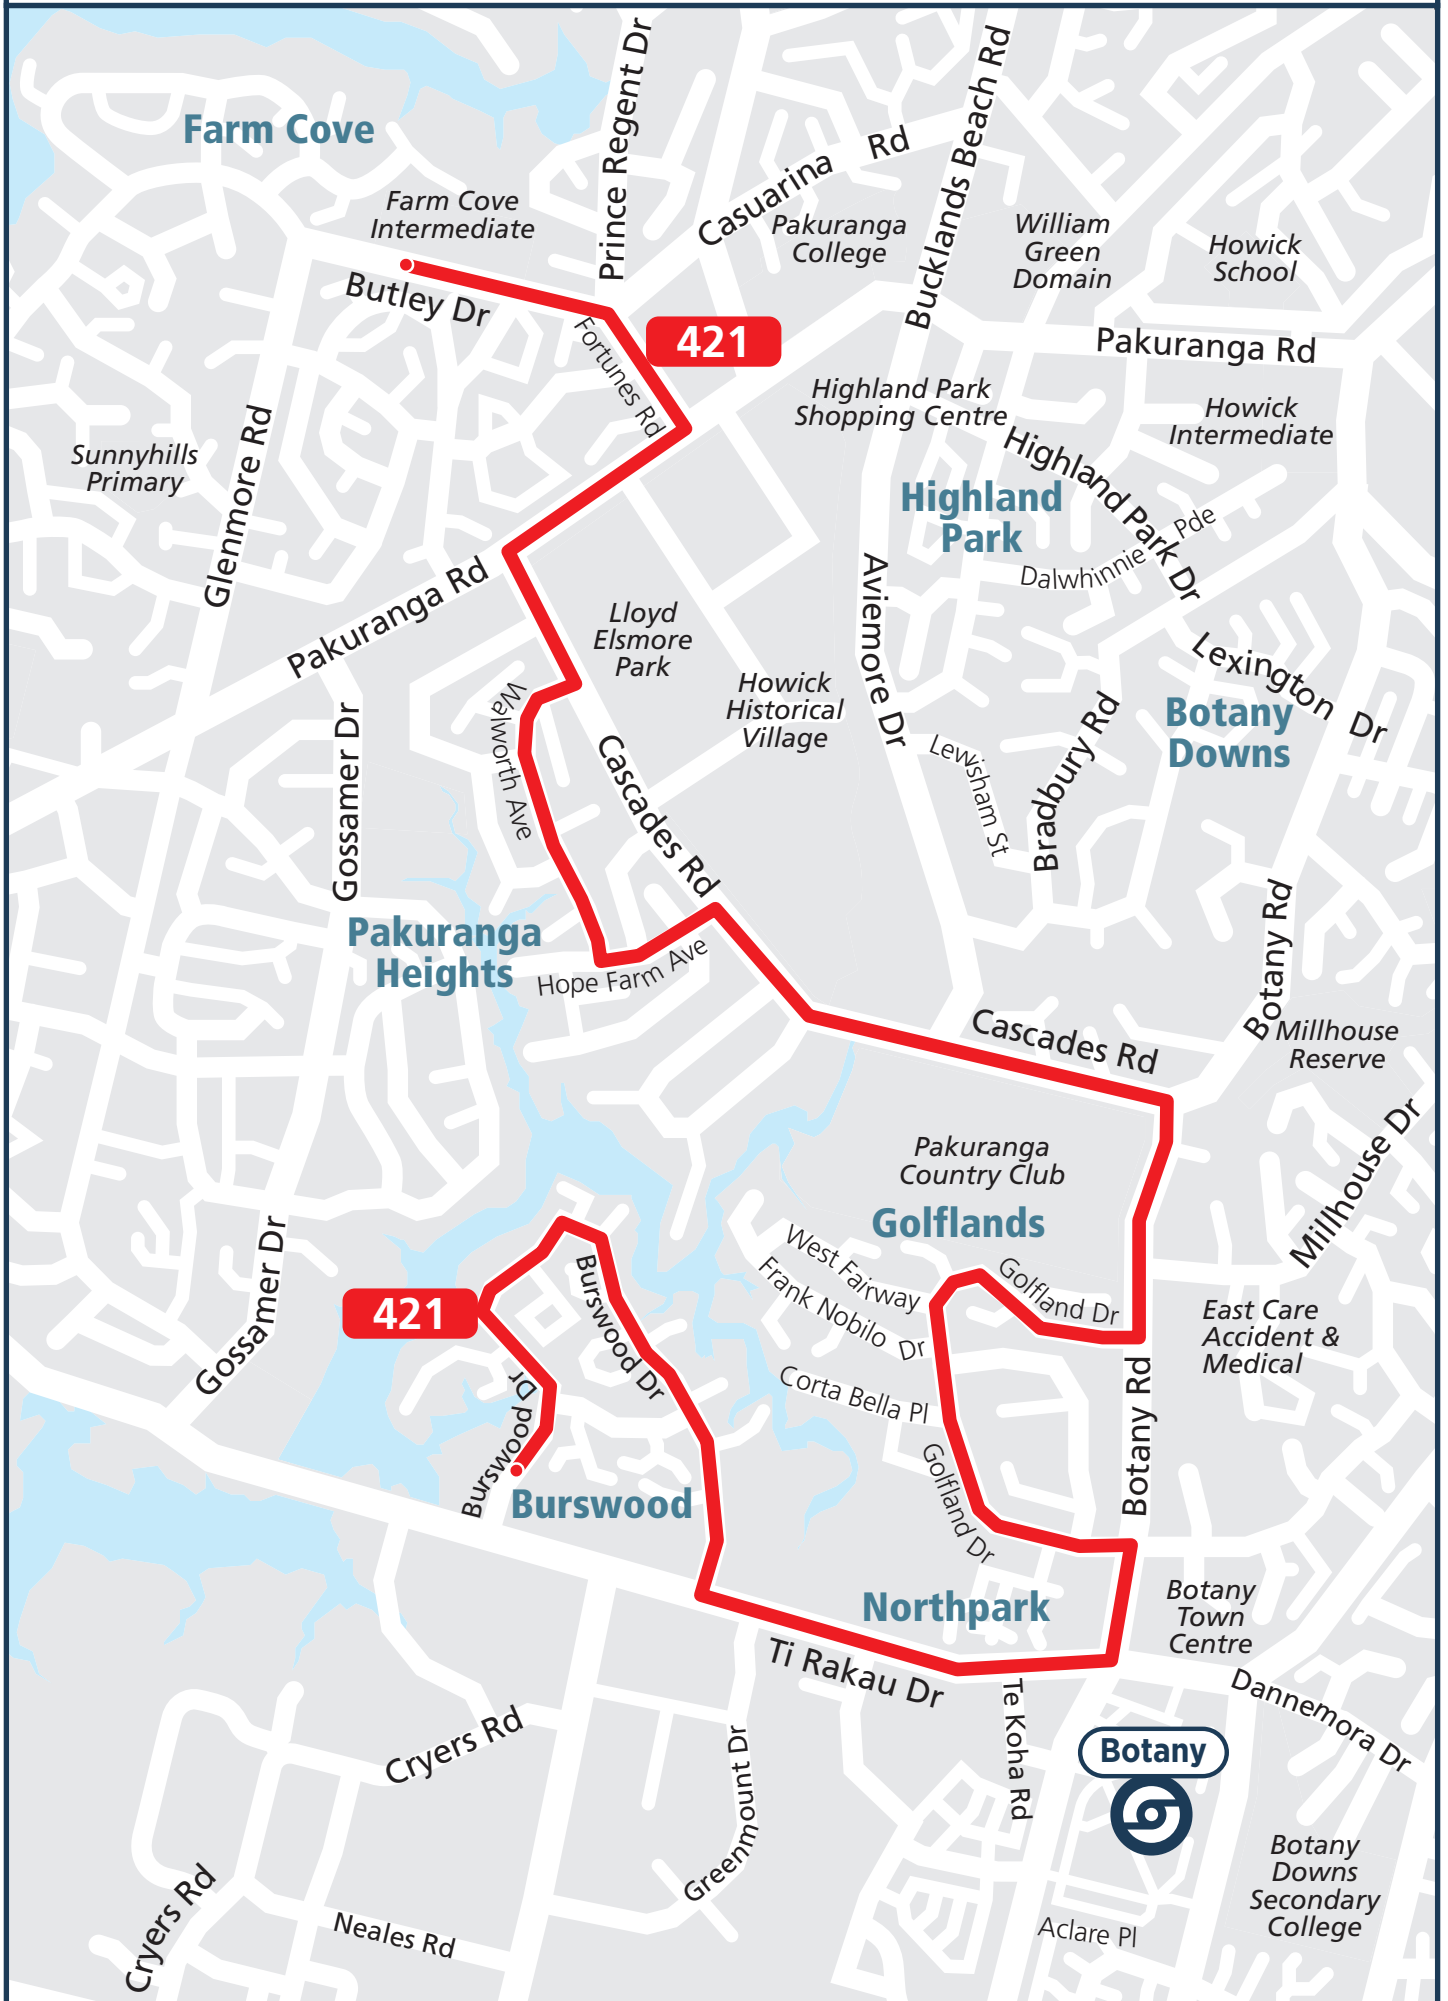 Farm Cove
Farm Cove
Intermediate
Prince Regent Dr
Casuarina Rd
Bucklands Beach Rd
Pakuranga
College
William
Green
Domain
Howick
School
Butley Dr
Fortunes Rd
421
Pakuranga Rd
Highland Park
Shopping Centre
Howick
Intermediate
Sunnyhills
Primary
Glenmore Rd
Highland Park Dr
Highland
Park
Dalwhinnie Pde
Pakuranga Rd
Lloyd
Elsmore
Park
Aviemore Dr
Lexington Dr
Howick
Historical
Village
Walworth Ave
Gossamer Dr
Cascades Rd
Botany
Downs
Bradbury Rd
Lewisham St
Pakuranga
Heights
Hope Farm Ave
Botany Rd
Cascades Rd
Millhouse
Reserve
Millhouse Dr
Pakuranga
Country Club
Golflands
Gossamer Dr
West Fairway
Golfland Dr
Frank Nobilo Dr
421
Burswood Dr
East Care
Accident &
Medical
Corta Bella Pl
Burswood Dr
Botany Rd
Golfland Dr
Burswood
Northpark
Botany
Town
Centre
Ti Rakau Dr
Te Koha Rd
Dannemora Dr
Cryers Rd
Greenmount Dr
Botany
Botany
Downs
Secondary
College
Cryers Rd
Neales Rd
Aclare Pl